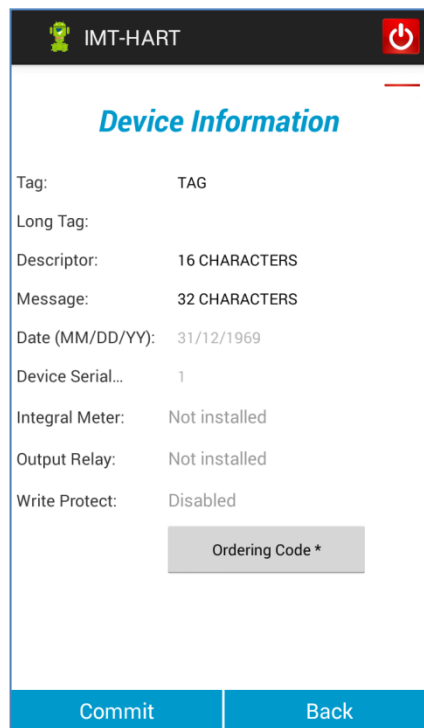 IMT-HART
Device Information
Tag: TAG
Long Tag:
Descriptor: 16 CHARACTERS
Message: 32 CHARACTERS
Date (MM/DD/YY): 31/12/1969
Device Serial... 1
Integral Meter: Not installed
Output Relay: Not installed
Write Protect: Disabled
Ordering Code *
Commit Back